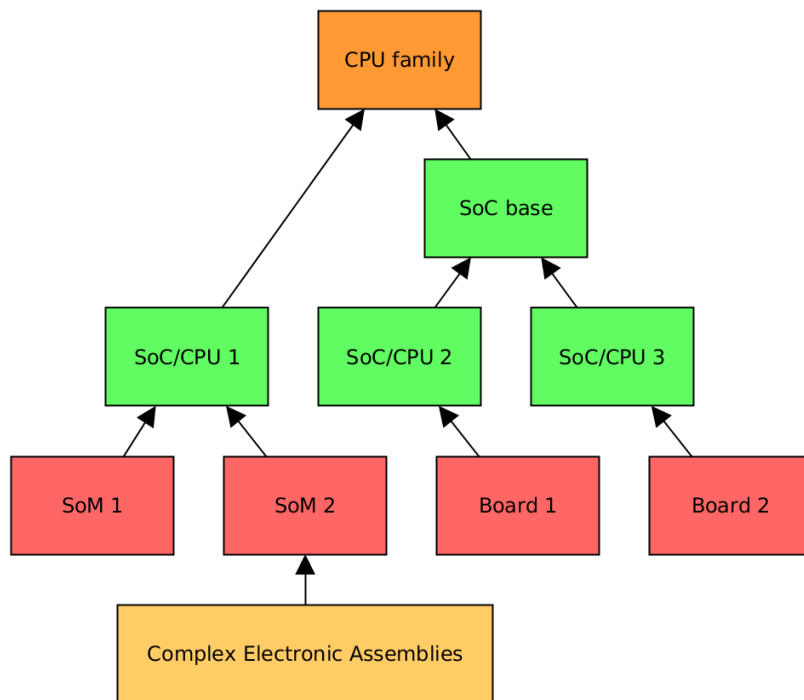 CPU family
SoC base
SoC/CPU 1
SoC/CPU 2
SoC/CPU 3
SoM 1
SoM 2
Board 1
Board 2
Complex Electronic Assemblies